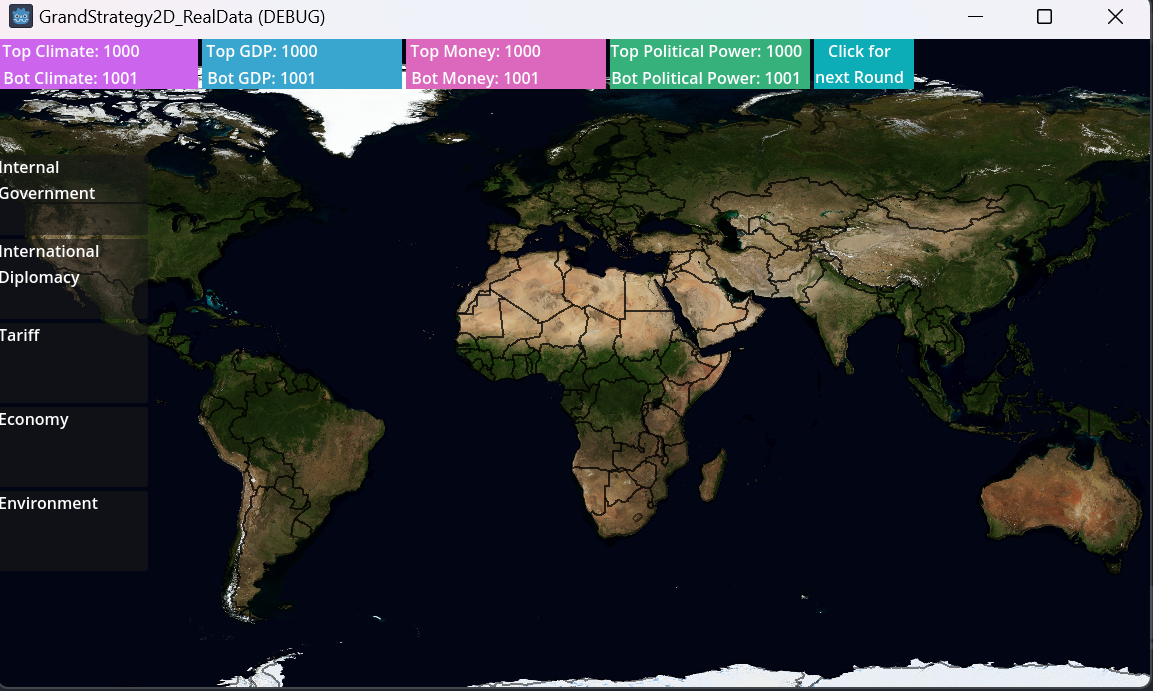 GrandStrategy2D_RealData (DEBUG)
Top Climate: 1000
Bot Climate: 1001
Top GDP: 1000
Bot GDP: 1001
Top Money: 1000
Bot Money: 1001
Top Political Power: 1000
Bot Political Power: 1001
Click for
next Round
Internal
Government
International
Diplomacy
Tariff
Economy
Environment